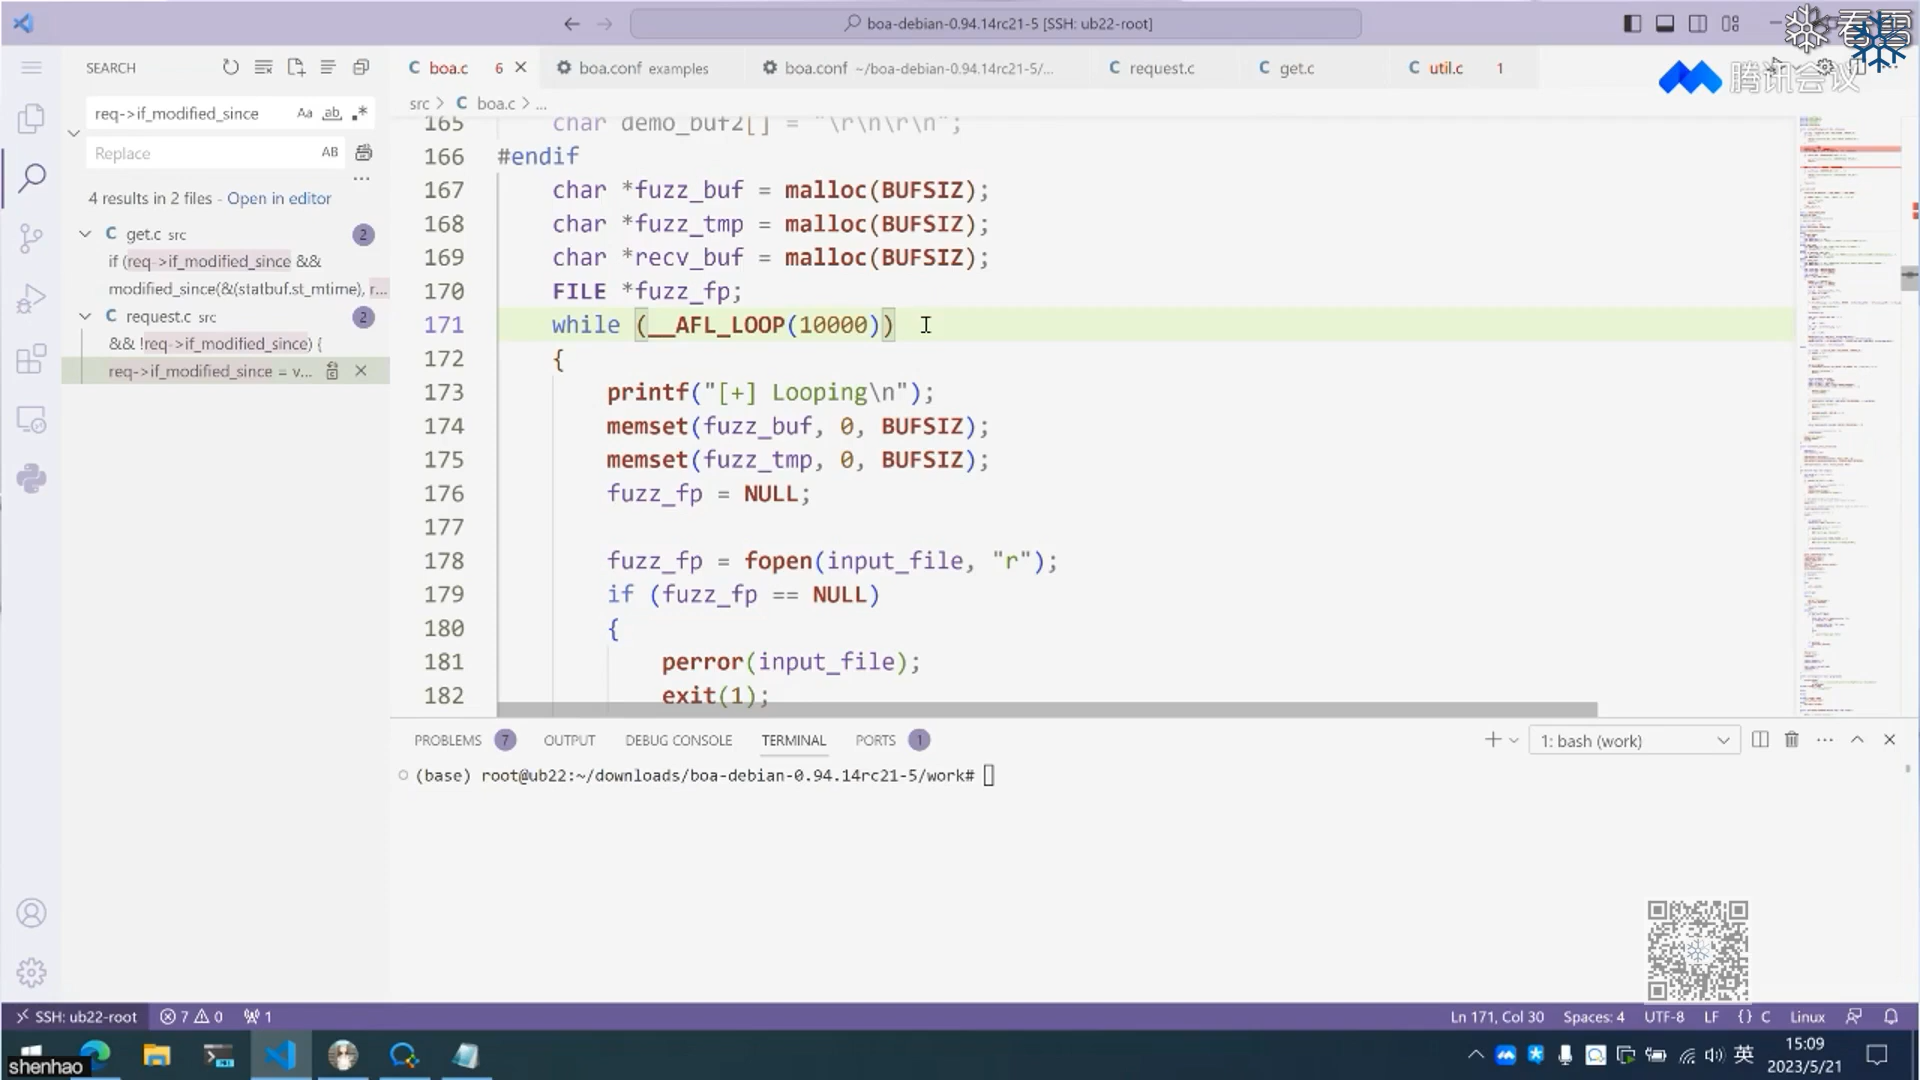 boa-debian-0.94.14rc21-5 [SSH: ub22-root]
看雪
腾讯会议
SEARCH
req->if_modified_since
Aa
ab
.*
Replace
AB
...
4 results in 2 files - Open in editor
get.c src
2
if (req->if_modified_since &&
modified_since(&(statbuf.st_mtime), r...
request.c src
2
&& !req->if_modified_since) {
req->if_modified_since = v...
C boa.c 6
boa.conf examples
boa.conf ~/boa-debian-0.94.14rc21-5/...
C request.c
C get.c
C util.c 1
src > C boa.c > ...
165 char demo_buf2[] = "\r\n\r\n";
166 #endif
167 char *fuzz_buf = malloc(BUFSIZ);
168 char *fuzz_tmp = malloc(BUFSIZ);
169 char *recv_buf = malloc(BUFSIZ);
170 FILE *fuzz_fp;
171 while (__AFL_LOOP(10000))
172 {
173 printf("[+] Looping\n");
174 memset(fuzz_buf, 0, BUFSIZ);
175 memset(fuzz_tmp, 0, BUFSIZ);
176 fuzz_fp = NULL;
177
178 fuzz_fp = fopen(input_file, "r");
179 if (fuzz_fp == NULL)
180 {
181 perror(input_file);
182 exit(1);
PROBLEMS 7 OUTPUT DEBUG CONSOLE TERMINAL PORTS 1
1: bash (work)
(base) root@ub22:~/downloads/boa-debian-0.94.14rc21-5/work#
SSH: ub22-root
7
0
1
Ln 171, Col 30 Spaces: 4 UTF-8 LF {} C Linux
shenhao
英
15:09
2023/5/21